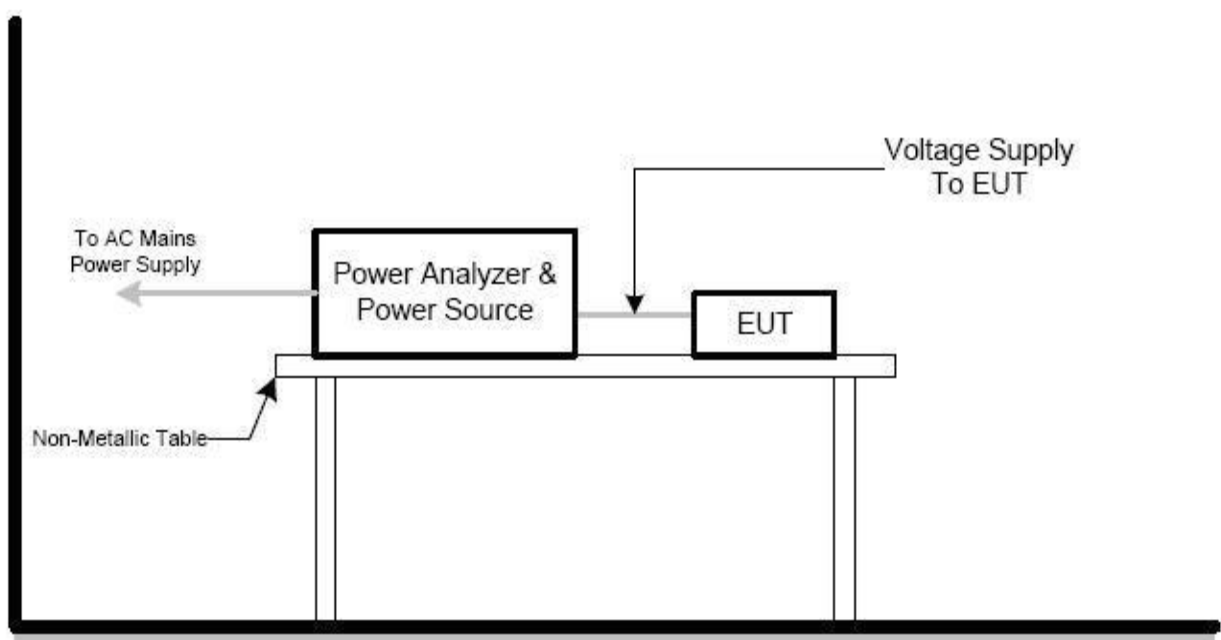 Voltage Supply
To EUT
To AC Mains
Power Supply
Power Analyzer &
Power Source
EUT
Non-Metallic Table